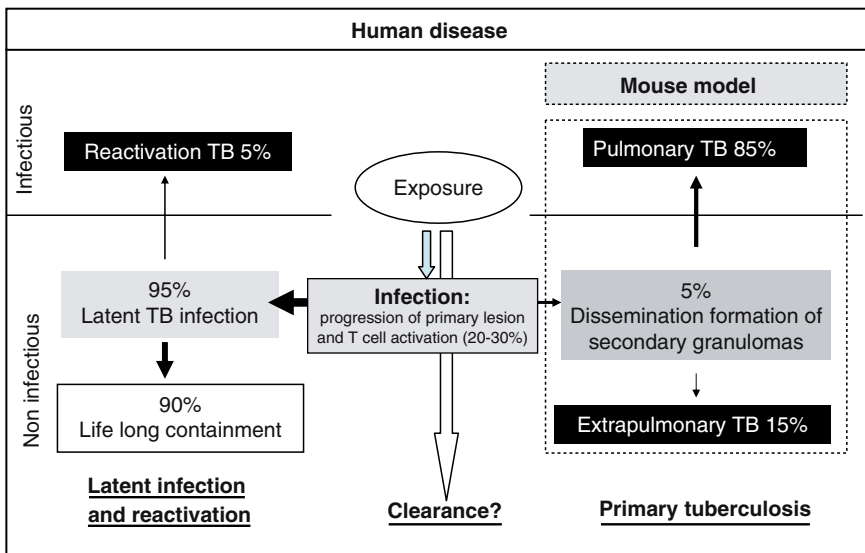 Human disease
Mouse model
Infectious
Reactivation TB 5%
Exposure
Pulmonary TB 85%
Non infectious
95%
Latent TB infection
Infection:
progression of primary lesion
and T cell activation (20-30%)
5%
Dissemination formation of
secondary granulomas
90%
Life long containment
Extrapulmonary TB 15%
Latent infection
and reactivation
Clearance?
Primary tuberculosis